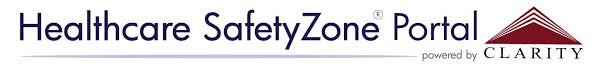 Healthcare SafetyZone® Portal
powered by CLARITY